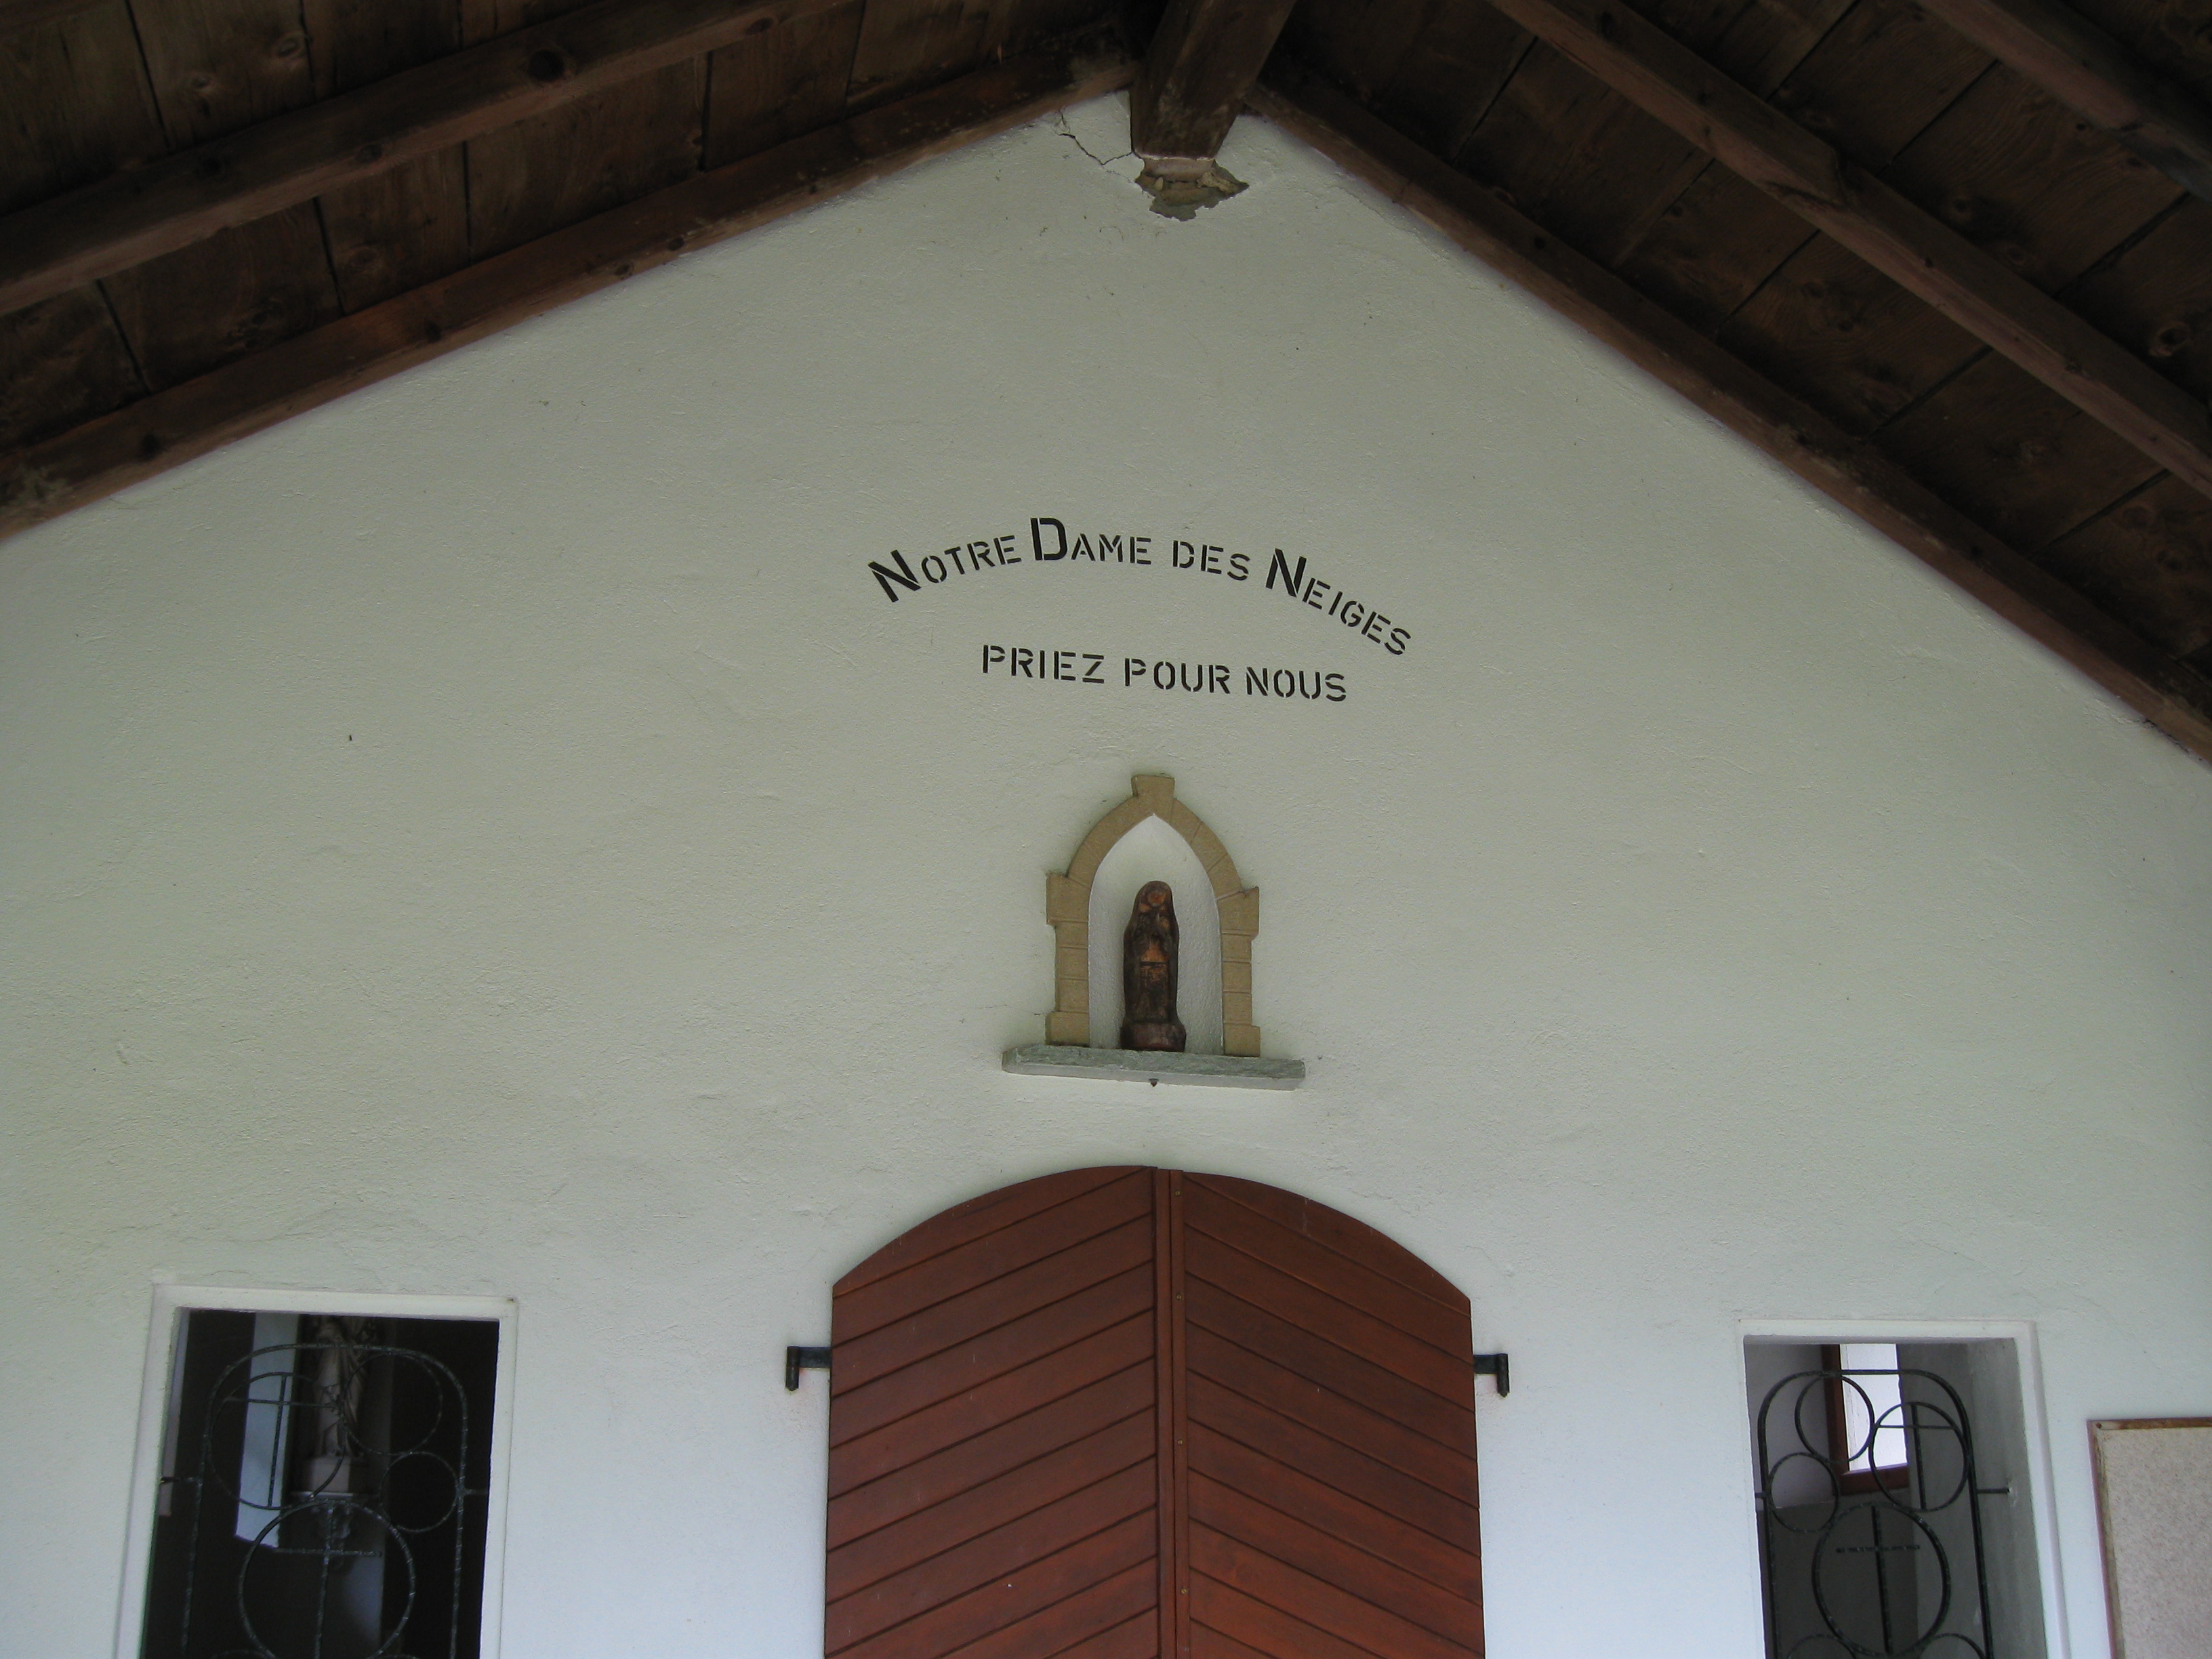 NOTRE DAME DES NEIGES
PRIEZ POUR NOUS